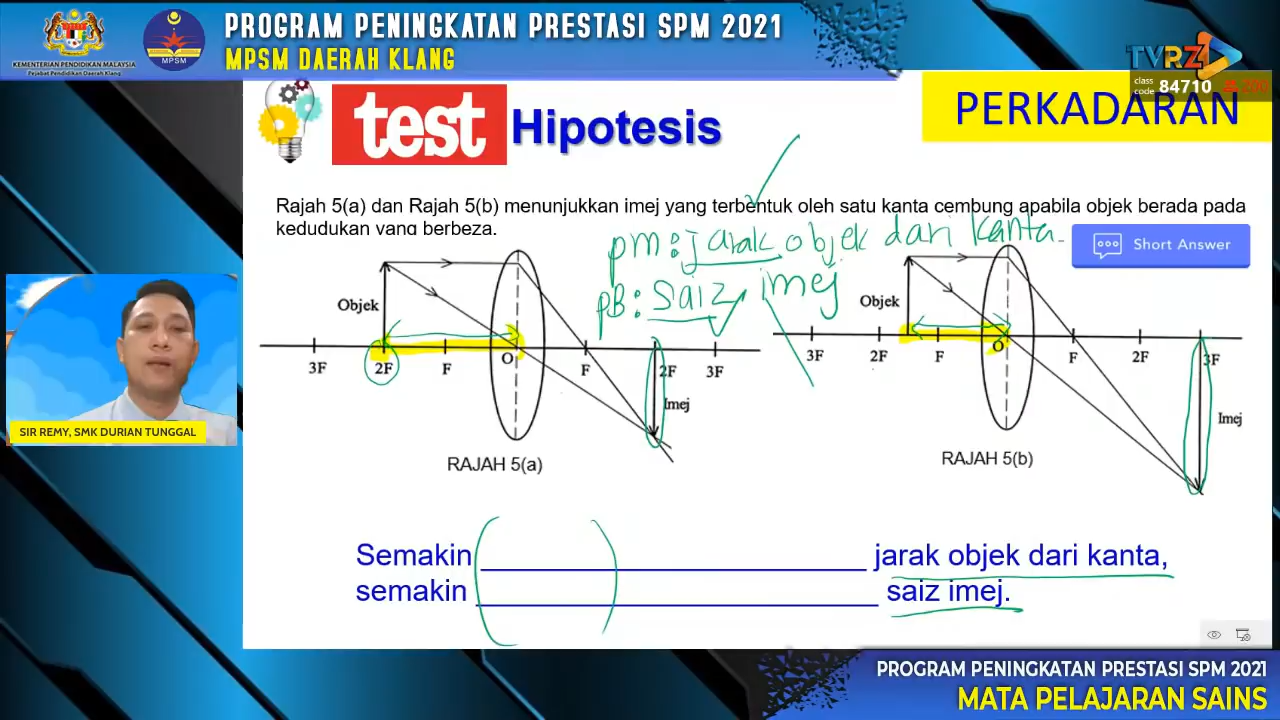 PROGRAM PENINGKATAN PRESTASI SPM 2021
MPSM DAERAH KLANG
KEMENTERIAN PENDIDIKAN MALAYSIA
Pejabat Pendidikan Daerah Klang
MPSM
TVRZ
class code 84710 200
PERKADARAN
test Hipotesis
Rajah 5(a) dan Rajah 5(b) menunjukkan imej yang terbentuk oleh satu kanta cembung apabila objek berada pada
kedudukan yang berbeza.
pm: jarak objek dari kanta
pB: saiz imej
Short Answer
Objek
3F 2F F O F 2F 3F
Imej
RAJAH 5(a)
Objek
3F 2F F O F 2F 3F
Imej
RAJAH 5(b)
Semakin ______ jarak objek dari kanta,
semakin ______ saiz imej.
SIR REMY, SMK DURIAN TUNGGAL
PROGRAM PENINGKATAN PRESTASI SPM 2021
MATA PELAJARAN SAINS